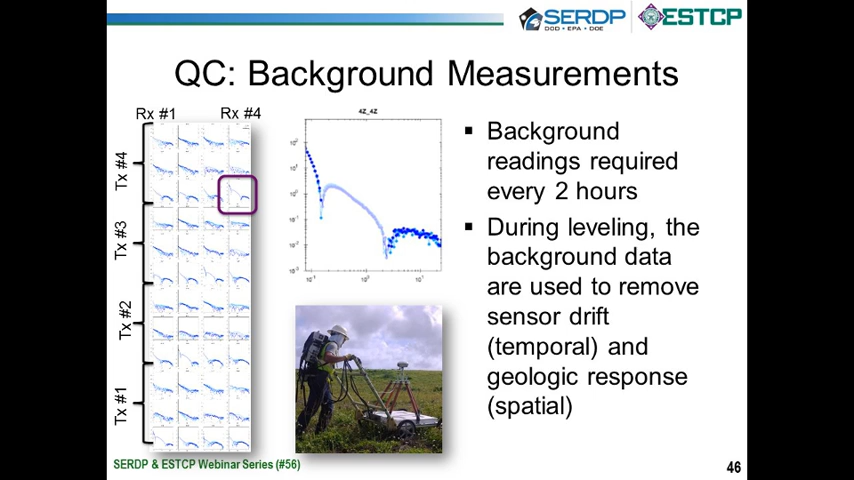 SERDP
DOD • EPA • DOE
ESTCP
QC: Background Measurements
Rx #1
Rx #4
Tx #4
Tx #3
Tx #2
Tx #1
4Z_4Z
▪ Background
readings required
every 2 hours
▪ During leveling, the
background data
are used to remove
sensor drift
(temporal) and
geologic response
(spatial)
SERDP & ESTCP Webinar Series (#56)
46